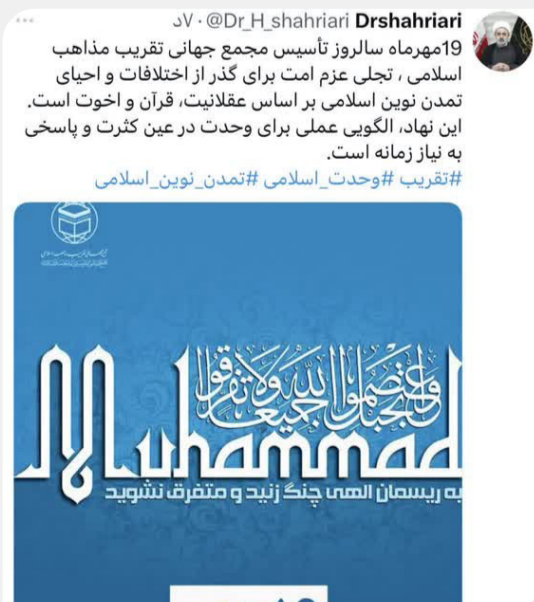 Drshahriari @Dr_H_shahriari · ۷۰د
19مهرماه سالروز تأسیس مجمع جهانی تقریب مذاهب
اسلامی ، تجلی عزم امت برای گذر از اختلافات و احیای
تمدن نوین اسلامی بر اساس عقلانیت، قرآن و اخوت است.
این نهاد، الگویی عملی برای وحدت در عین کثرت و پاسخی
به نیاز زمانه است.
#تقریب #وحدت_اسلامی #تمدن_نوین_اسلامی
واعتصموا بحبل الله جمیعا ولا تفرقوا
Muhammad
به ریسمان الهی چنگ زنید و متفرق نشوید